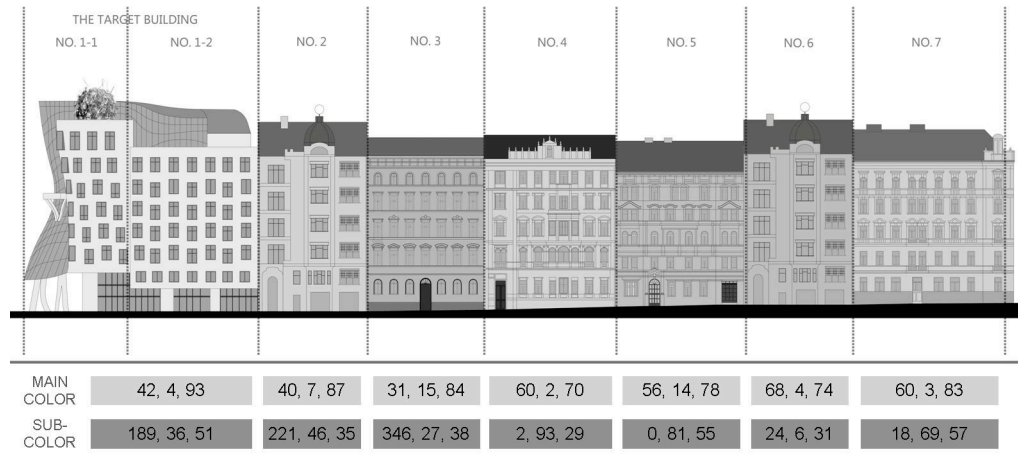 THE TARGET BUILDING
NO. 1-1 NO. 1-2 NO. 2 NO. 3 NO.4 NO. 5 NO. 6 NO. 7
MAIN COLOR 42, 4, 93 40, 7, 87 31, 15, 84 60, 2, 70 56, 14, 78 68, 4, 74 60, 3, 83
SUB-COLOR 189, 36, 51 221, 46, 35 346, 27, 38 2, 93, 29 0, 81, 55 24, 6, 31 18, 69, 57